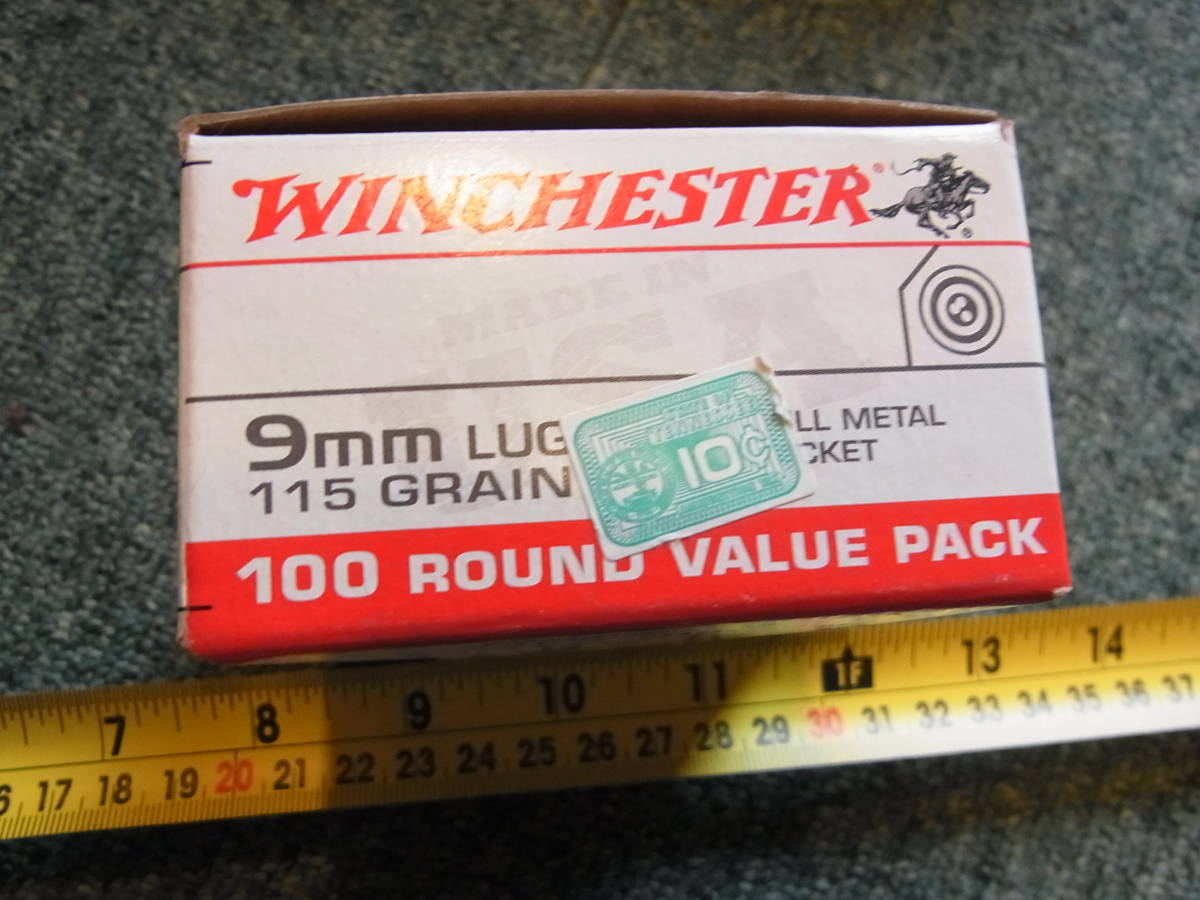 WINCHESTER®
®
MADE IN
USA
9mm LUG LL METAL
115 GRAIN CKET
10¢
100 ROUND VALUE PACK
7 8 9 10 11 1F 13 14
6 17 18 19 20 21 22 23 24 25 26 27 28 29 30 31 32 33 34 35 36 37